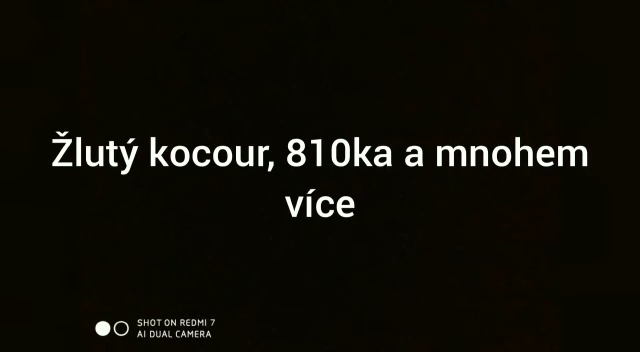 Žlutý kocour, 810ka a mnohem
více
SHOT ON REDMI 7
AI DUAL CAMERA